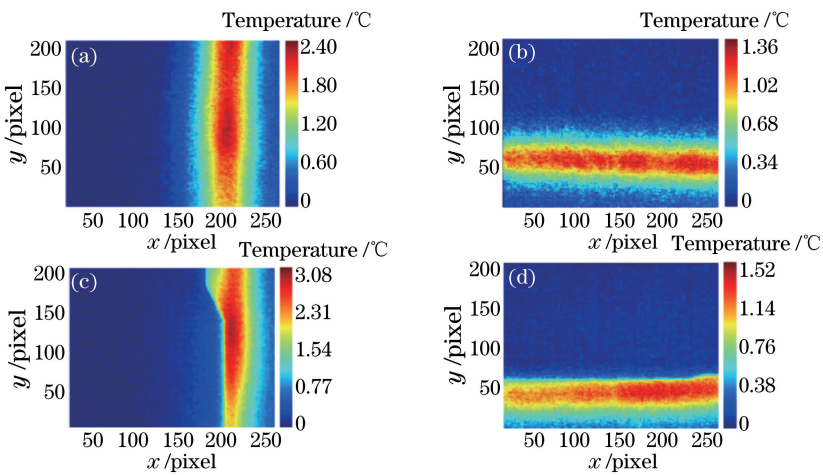 Temperature /℃
(a)
y/pixel
200
150
100
50
50 100 150 200 250
x/pixel
2.40
1.80
1.20
0.60
0
Temperature /℃
(b)
y/pixel
200
150
100
50
50 100 150 200 250
x/pixel
1.36
1.02
0.68
0.34
0
Temperature /℃
(c)
y/pixel
200
150
100
50
50 100 150 200 250
x/pixel
3.08
2.31
1.54
0.77
0
Temperature /℃
(d)
y/pixel
200
150
100
50
50 100 150 200 250
x/pixel
1.52
1.14
0.76
0.38
0